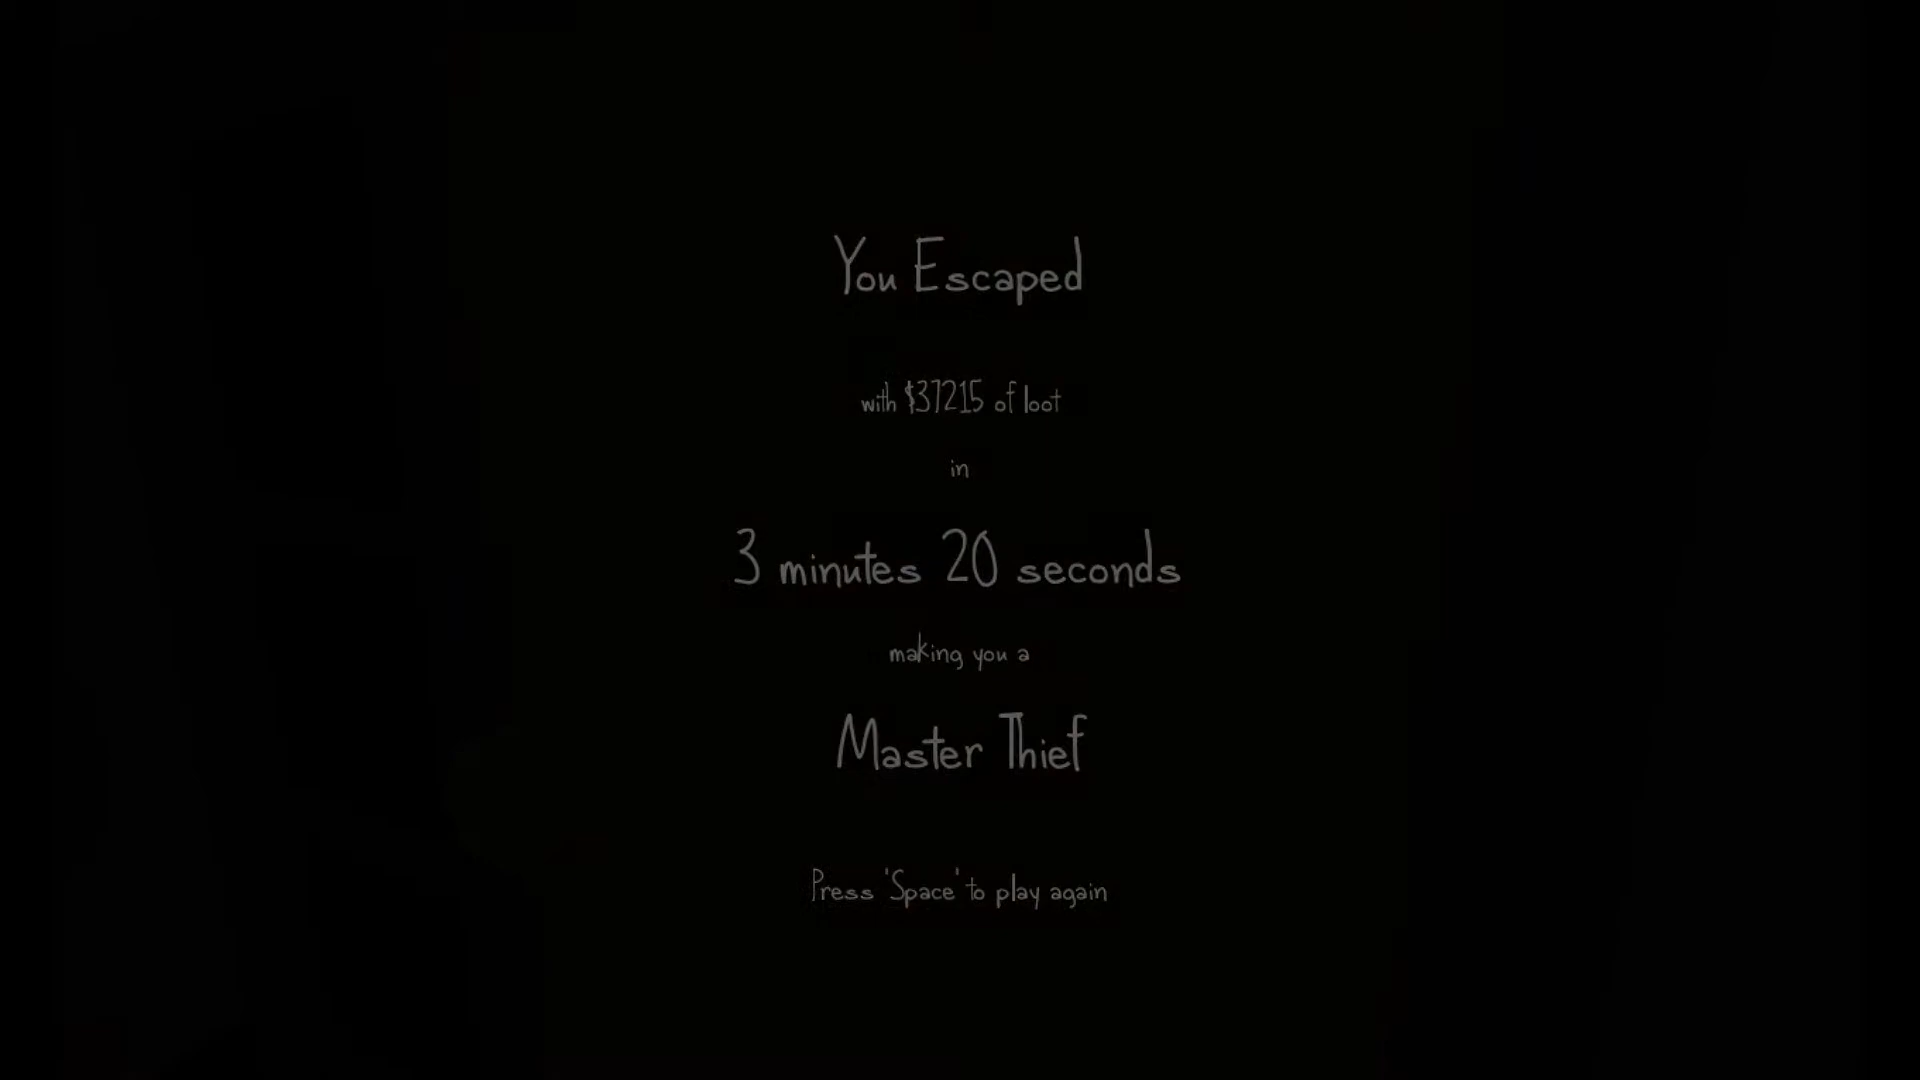 You Escaped
with $37215 of loot
in
3 minutes 20 seconds
making you a
Master Thief
Press 'Space' to play again